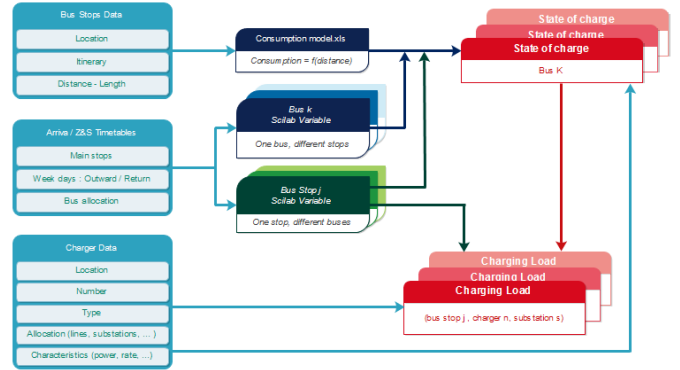 Bus Stops Data
Location
Itinerary
Distance - Length
Arriva / Z&S Timetables
Main stops
Week days : Outward / Return
Bus allocation
Charger Data
Location
Number
Type
Allocation (lines, substations, ... )
Characteristics (power, rate, ...)
Consumption model.xls
Consumption = f(distance)
Bus k
Scilab Variable
One bus, different stops
Bus Stop j
Scilab Variable
One stop, different buses
State of charge
State of charge
State of charge
Bus K
Charging Load
Charging Load
Charging Load
(bus stop j , charger n, substation s)